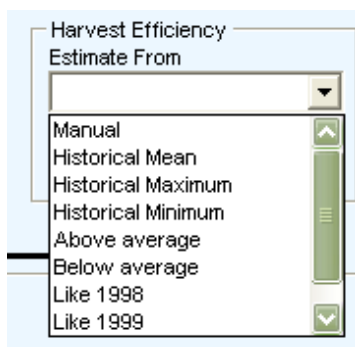 Harvest Efficiency
Estimate From
Manual
Historical Mean
Historical Maximum
Historical Minimum
Above average
Below average
Like 1998
Like 1999